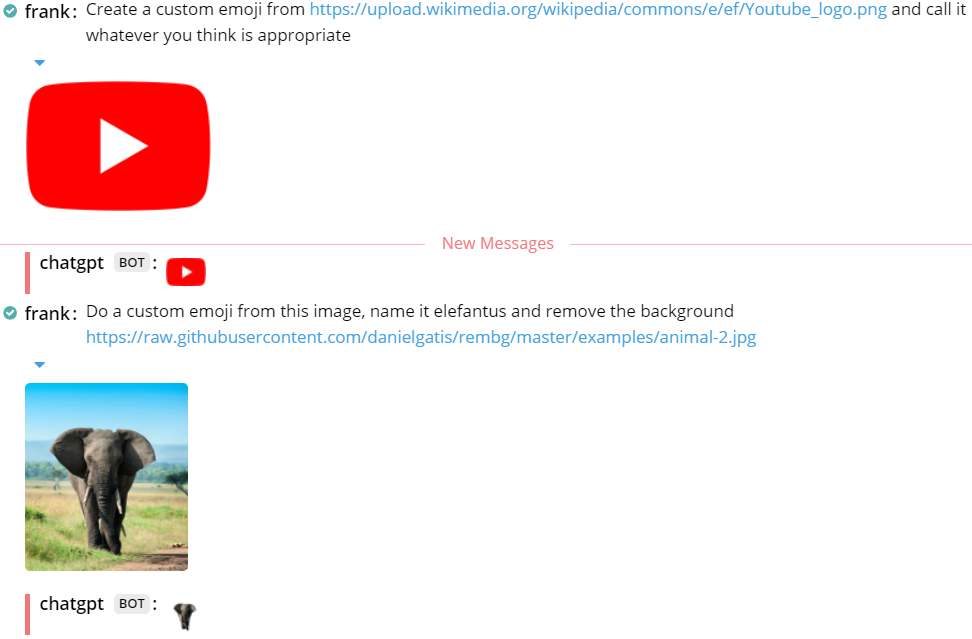 frank: Create a custom emoji from https://upload.wikimedia.org/wikipedia/commons/e/ef/Youtube_logo.png and call it
whatever you think is appropriate
New Messages
chatgpt BOT :
frank: Do a custom emoji from this image, name it elefantus and remove the background
https://raw.githubusercontent.com/danielgatis/rembg/master/examples/animal-2.jpg
chatgpt BOT :